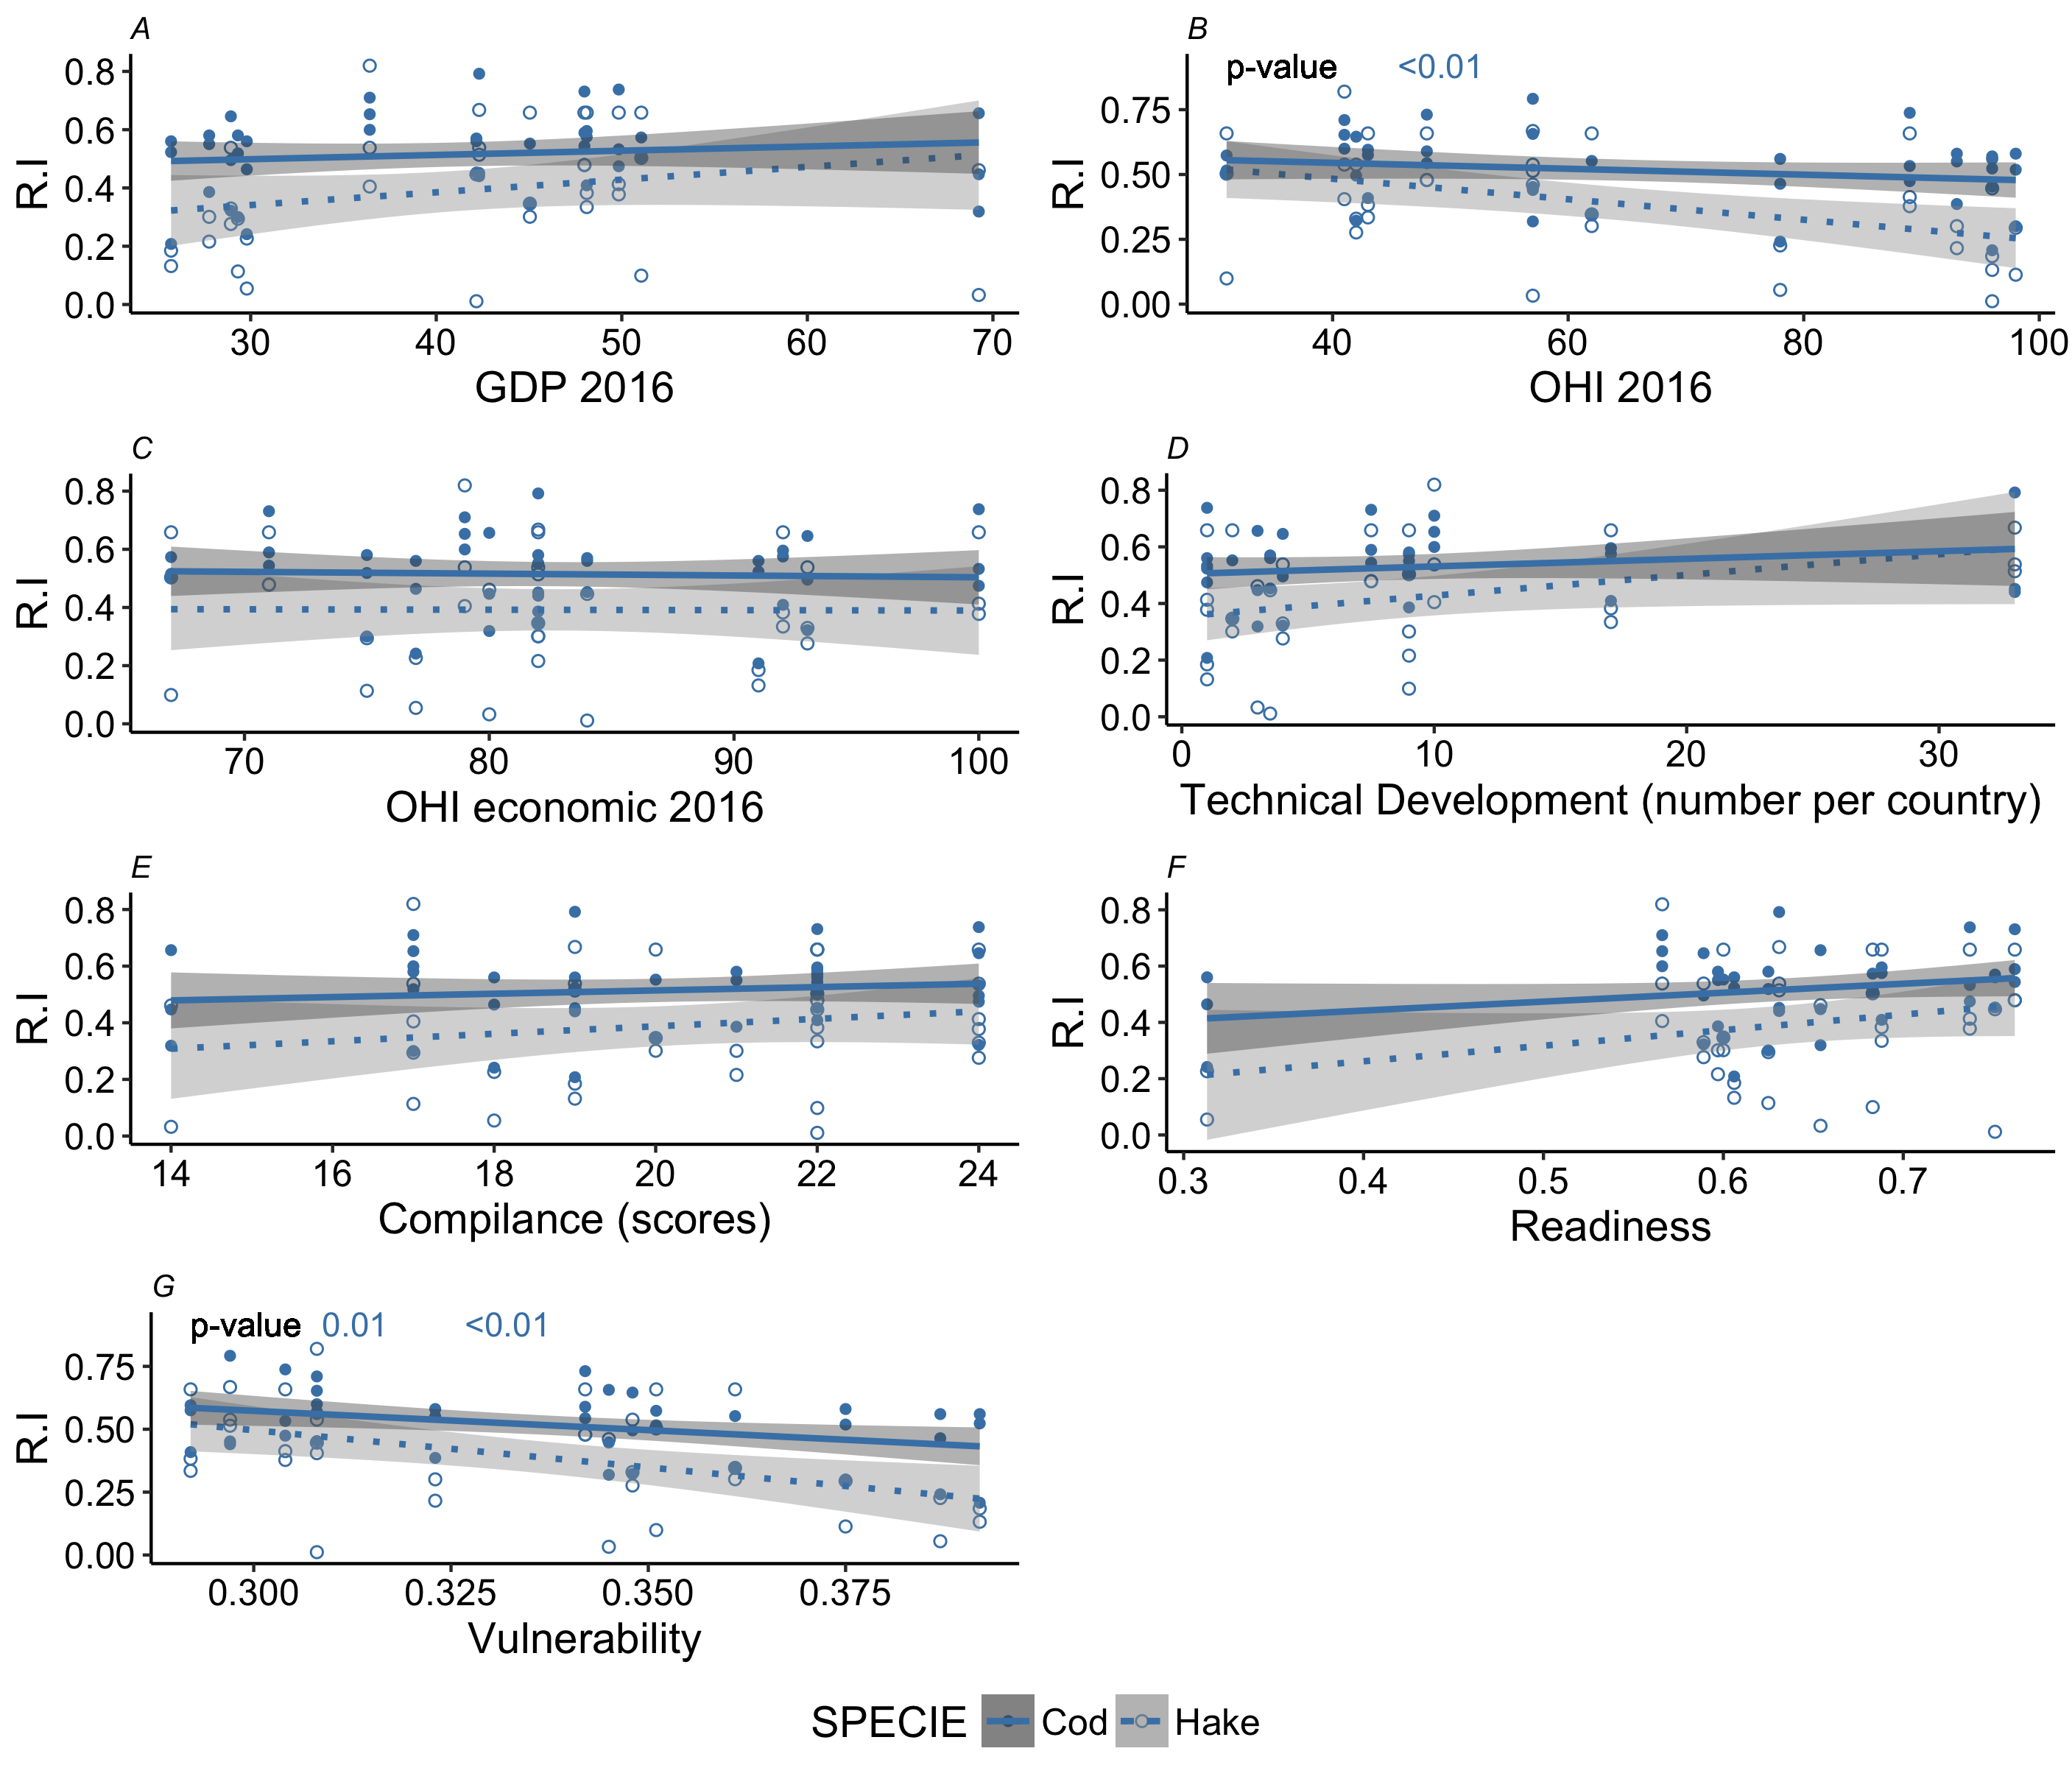 A
R.I
0.8
0.6
0.4
0.2
0.0
30 40 50 60 70
GDP 2016
B
p-value <0.01
R.I
0.75
0.50
0.25
0.00
40 60 80 100
OHI 2016
C
R.I
0.8
0.6
0.4
0.2
0.0
70 80 90 100
OHI economic 2016
D
R.I
0.8
0.6
0.4
0.2
0.0
0 10 20 30
Technical Development (number per country)
E
R.I
0.8
0.6
0.4
0.2
0.0
14 16 18 20 22 24
Compilance (scores)
F
R.I
0.8
0.6
0.4
0.2
0.0
0.3 0.4 0.5 0.6 0.7
Readiness
G
p-value 0.01 <0.01
R.I
0.75
0.50
0.25
0.00
0.300 0.325 0.350 0.375
Vulnerability
SPECIE Cod Hake